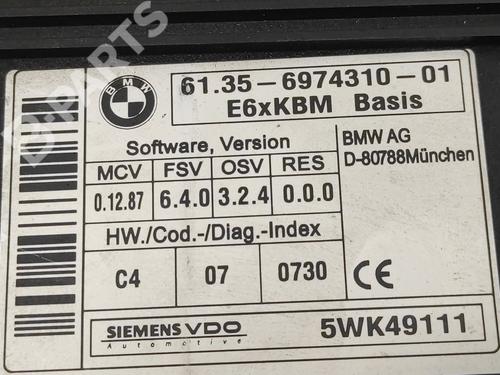 BMW
61.35-6974310-01
E6xKBM Basis
Software, Version
MCV FSV OSV RES
0.12.87 6.4.0 3.2.4 0.0.0
BMW AG
D-80788München
HW./Cod.-/Diag.-Index
C4 07 0730
CE
SIEMENS VDO
Automotive
5WK49111
B-PARTS